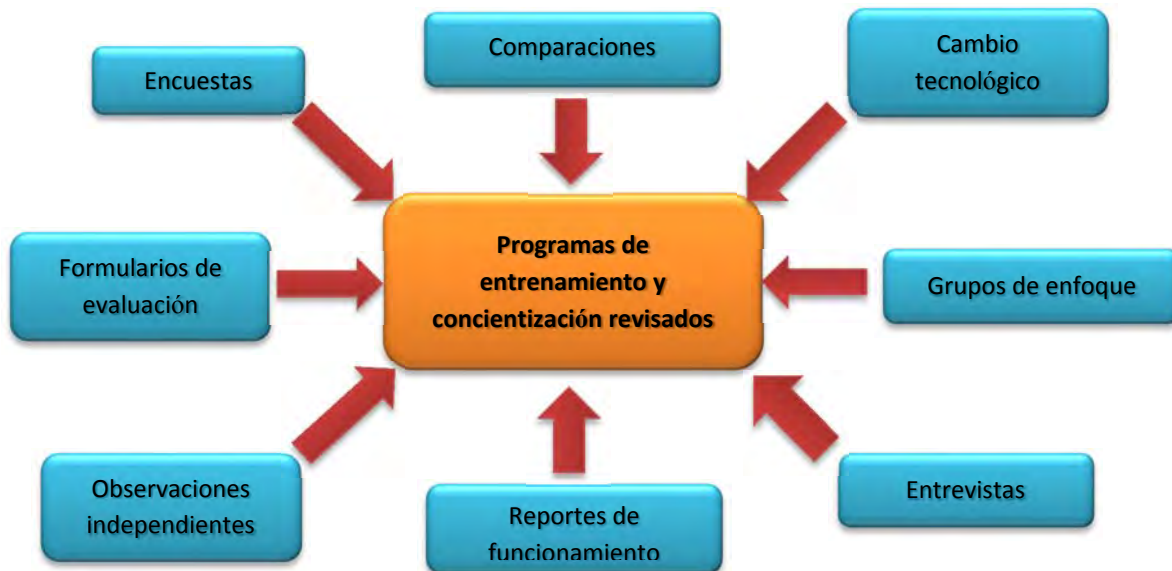 Comparaciones
Cambio
tecnológico
Encuestas
Programas de
entrenamiento y
concientización revisados
Formularios de
evaluación
Grupos de enfoque
Observaciones
independientes
Reportes de
funcionamiento
Entrevistas